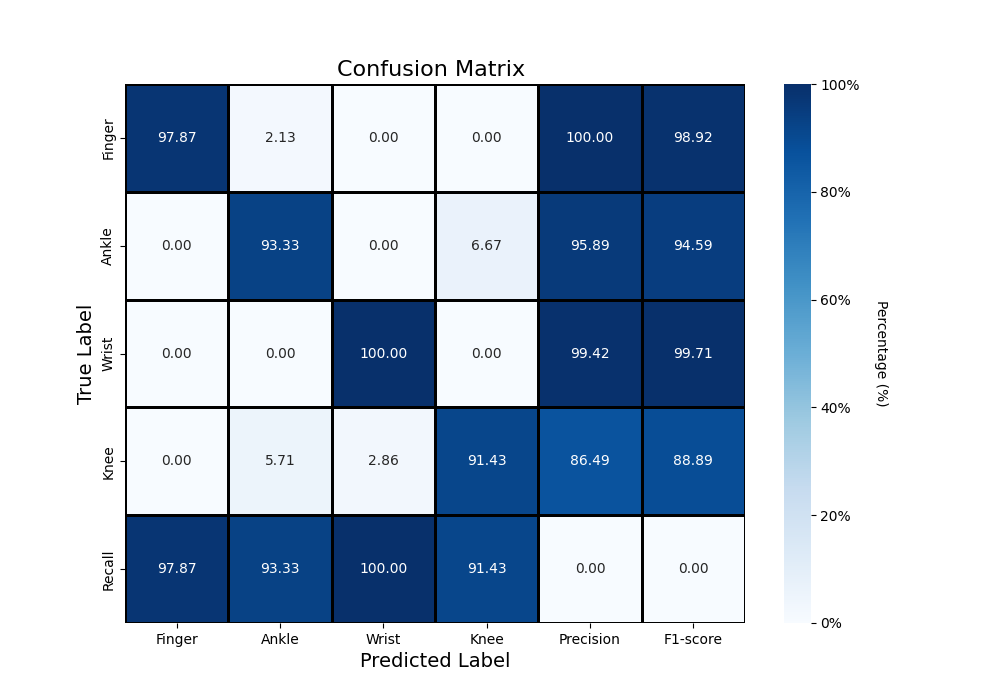 Confusion Matrix
Finger 97.87 2.13 0.00 0.00 100.00 98.92
Ankle 0.00 93.33 0.00 6.67 95.89 94.59
Wrist 0.00 0.00 100.00 0.00 99.42 99.71
Knee 0.00 5.71 2.86 91.43 86.49 88.89
Recall 97.87 93.33 100.00 91.43 0.00 0.00
Finger Ankle Wrist Knee Precision F1-score
Predicted Label
True Label
100%
80%
60%
40%
20%
0%
Percentage (%)